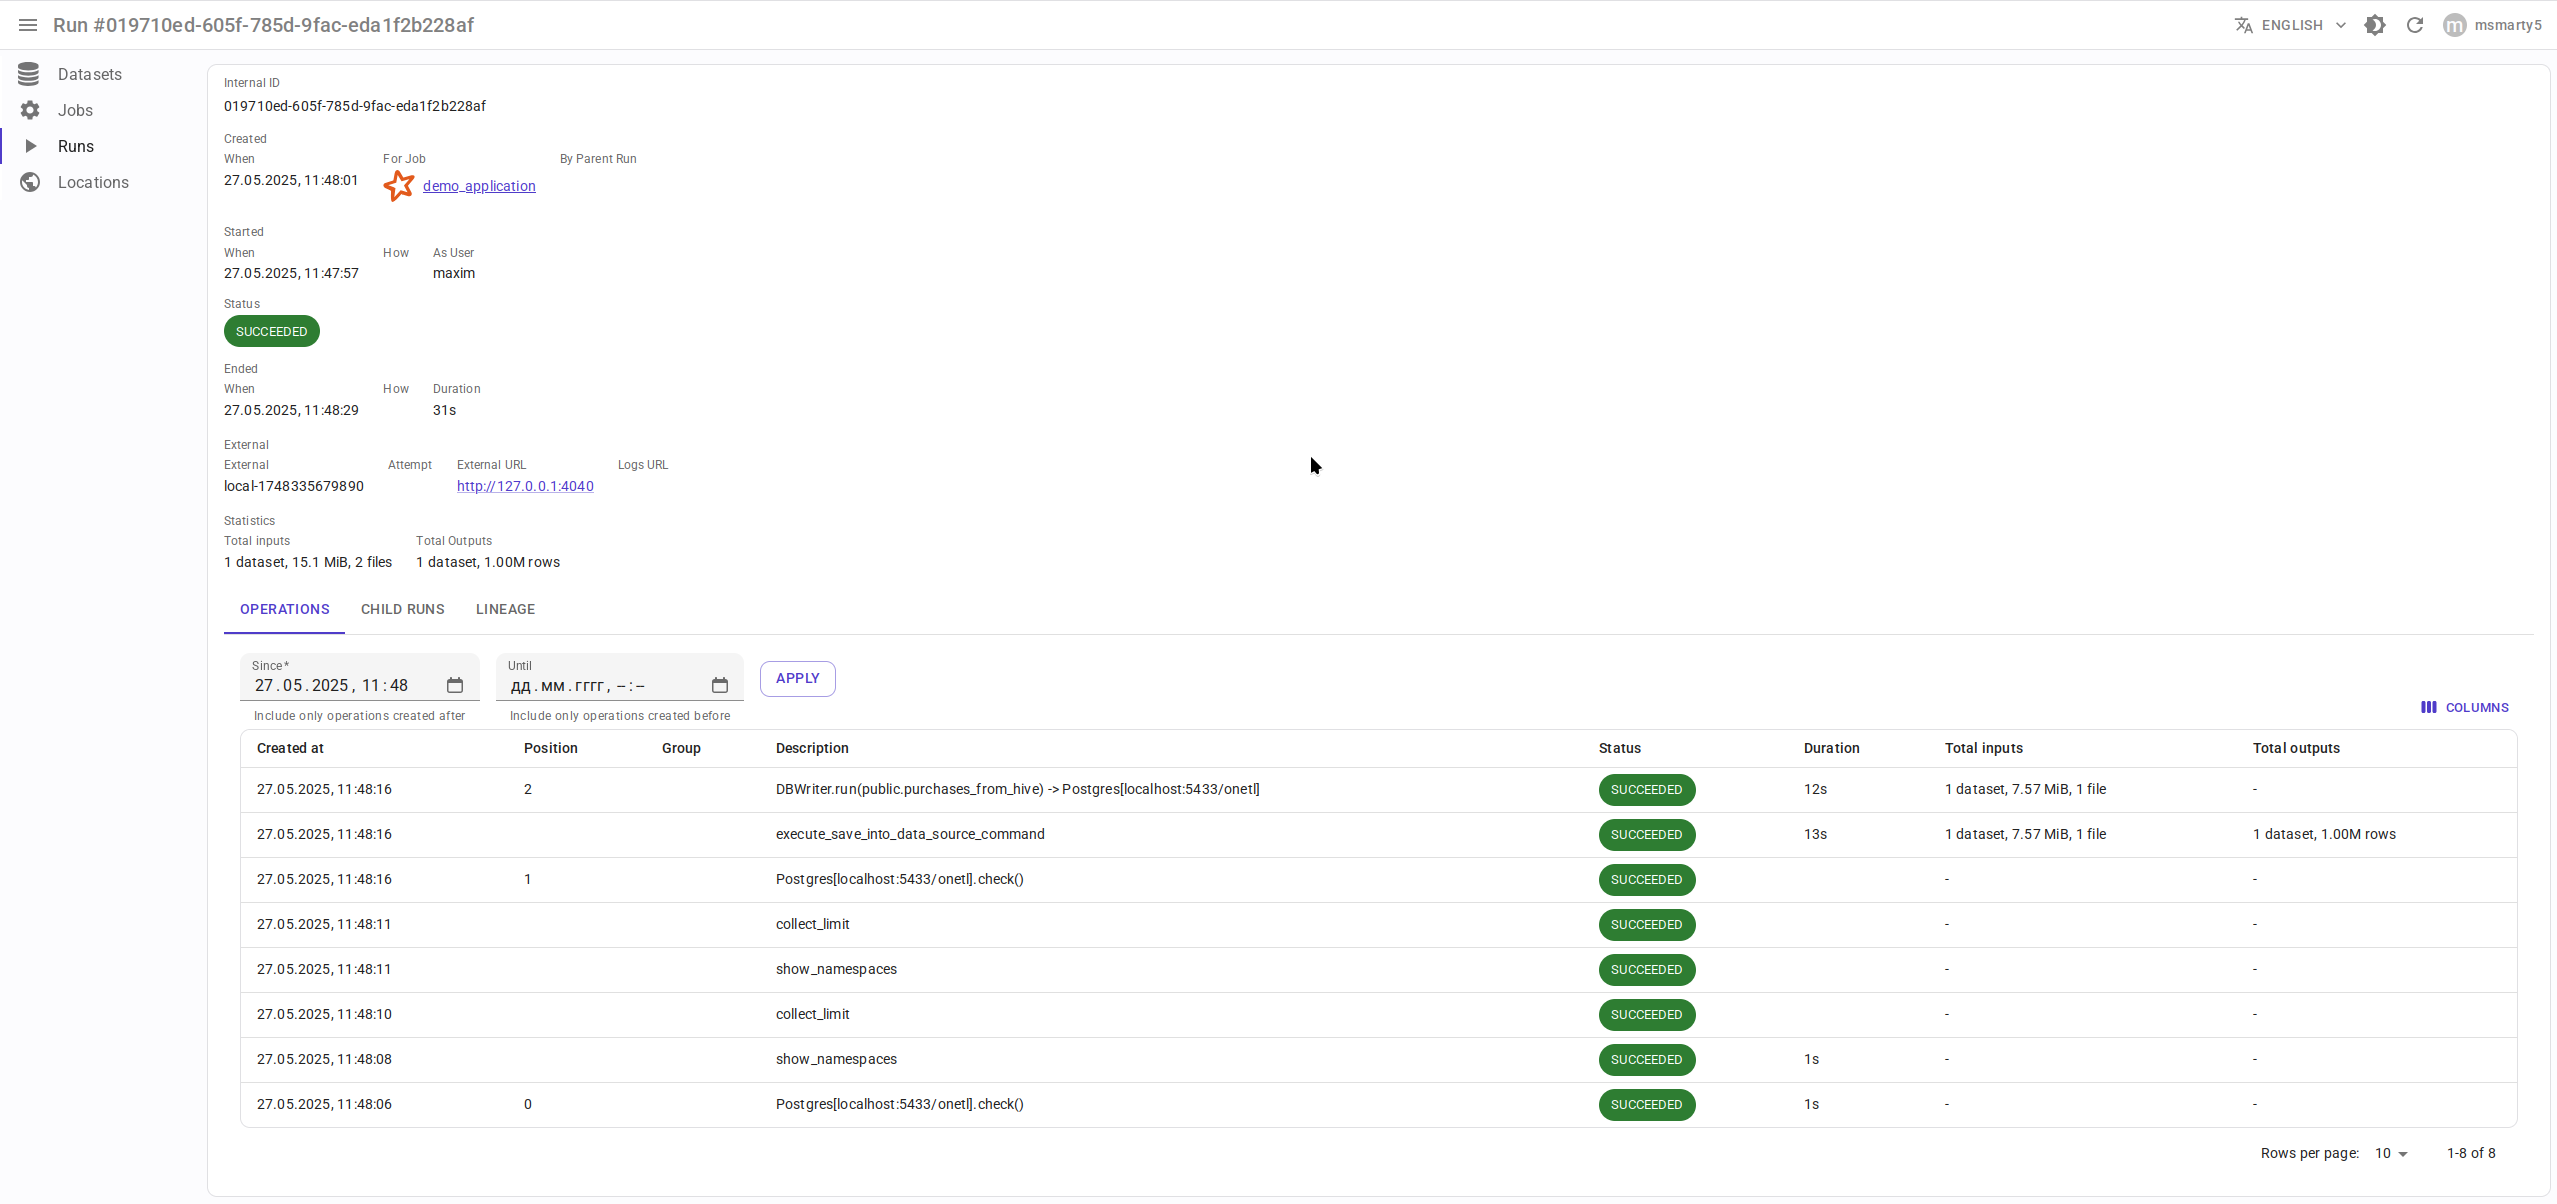 Run #019710ed-605f-785d-9fac-eda1f2b228af
ENGLISH
m msmarty5
Datasets
Jobs
Runs
Locations
Internal ID
019710ed-605f-785d-9fac-eda1f2b228af
Created
When For Job By Parent Run
27.05.2025, 11:48:01 demo_application
Started
When How As User
27.05.2025, 11:47:57 maxim
Status
SUCCEEDED
Ended
When How Duration
27.05.2025, 11:48:29 31s
External
External Attempt External URL Logs URL
local-1748335679890 http://127.0.0.1:4040
Statistics
Total inputs Total Outputs
1 dataset, 15.1 MiB, 2 files 1 dataset, 1.00M rows
OPERATIONS CHILD RUNS LINEAGE
Since* Until
27.05.2025, 11:48 дд.мм.гггг, --:-- APPLY
Include only operations created after Include only operations created before
COLUMNS
Created at Position Group Description Status Duration Total inputs Total outputs
27.05.2025, 11:48:16 2 DBWriter.run(public.purchases_from_hive) -> Postgres[localhost:5433/onetl] SUCCEEDED 12s 1 dataset, 7.57 MiB, 1 file -
27.05.2025, 11:48:16 execute_save_into_data_source_command SUCCEEDED 13s 1 dataset, 7.57 MiB, 1 file 1 dataset, 1.00M rows
27.05.2025, 11:48:16 1 Postgres[localhost:5433/onetl].check() SUCCEEDED - -
27.05.2025, 11:48:11 collect_limit SUCCEEDED - -
27.05.2025, 11:48:11 show_namespaces SUCCEEDED - -
27.05.2025, 11:48:10 collect_limit SUCCEEDED - -
27.05.2025, 11:48:08 show_namespaces SUCCEEDED 1s - -
27.05.2025, 11:48:06 0 Postgres[localhost:5433/onetl].check() SUCCEEDED 1s - -
Rows per page: 10 1-8 of 8